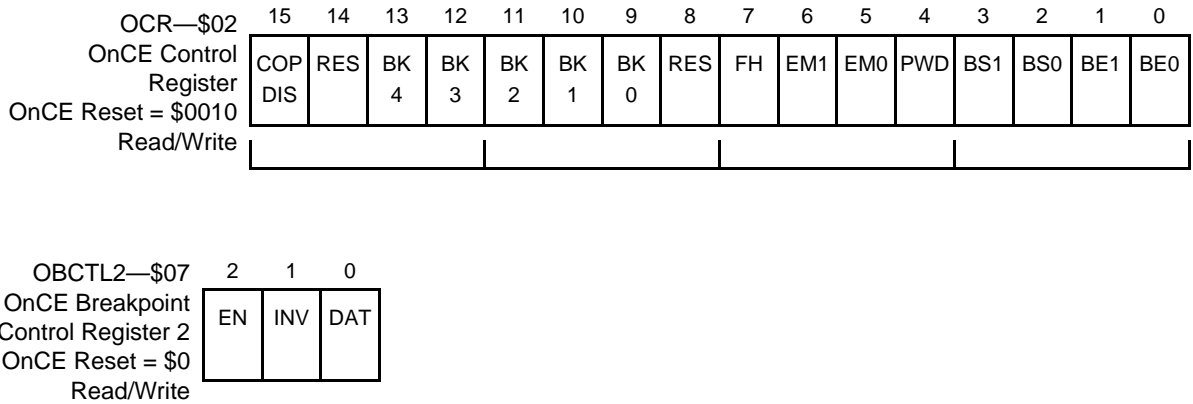 OCR—$02
OnCE Control
Register
OnCE Reset = $0010
Read/Write
15 14 13 12 11 10 9 8 7 6 5 4 3 2 1 0
COP RES BK BK BK BK BK RES FH EM1 EM0 PWD BS1 BS0 BE1 BE0
DIS 4 3 2 1 0
OBCTL2—$07
OnCE Breakpoint
Control Register 2
OnCE Reset = $0
Read/Write
2 1 0
EN INV DAT